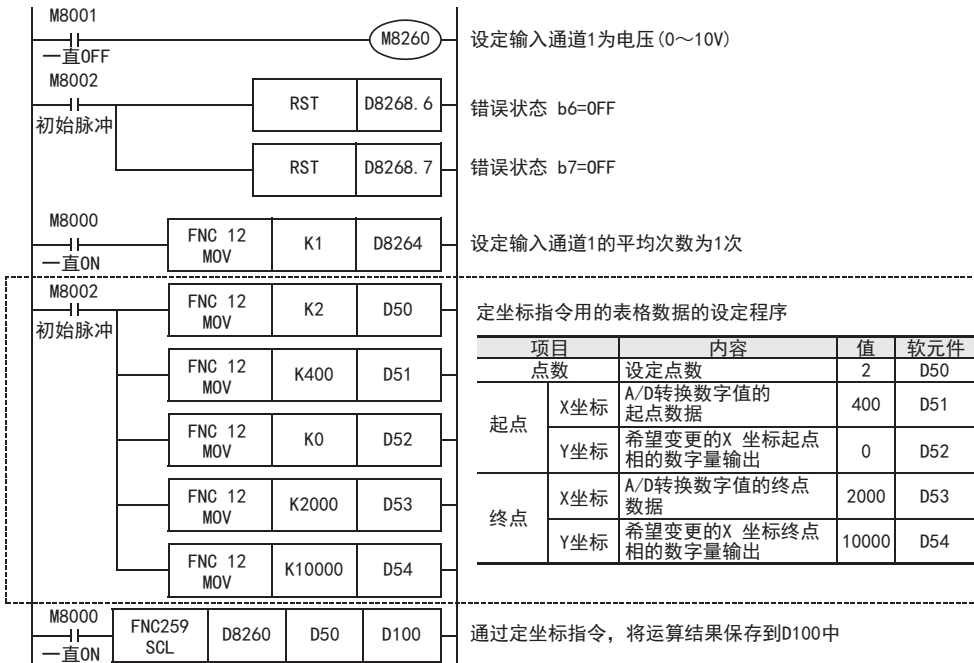 M8001
一直OFF
M8260
设定输入通道1为电压(0～10V)
M8002
初始脉冲
RST D8268.6
错误状态 b6=OFF
RST D8268.7
错误状态 b7=OFF
M8000
一直ON
FNC 12
MOV
K1 D8264
设定输入通道1的平均次数为1次
M8002
初始脉冲
FNC 12
MOV
K2 D50
FNC 12
MOV
K400 D51
FNC 12
MOV
K0 D52
FNC 12
MOV
K2000 D53
FNC 12
MOV
K10000 D54
定坐标指令用的表格数据的设定程序
项目 内容 值 软元件
点数 设定点数 2 D50
起点
X坐标
A/D转换数字值的
起点数据
400 D51
Y坐标
希望变更的X 坐标起点
相的数字量输出
0 D52
终点
X坐标
A/D转换数字值的终点
数据
2000 D53
Y坐标
希望变更的X 坐标终点
相的数字量输出
10000 D54
M8000
一直ON
FNC259
SCL
D8260 D50 D100
通过定坐标指令，将运算结果保存到D100中